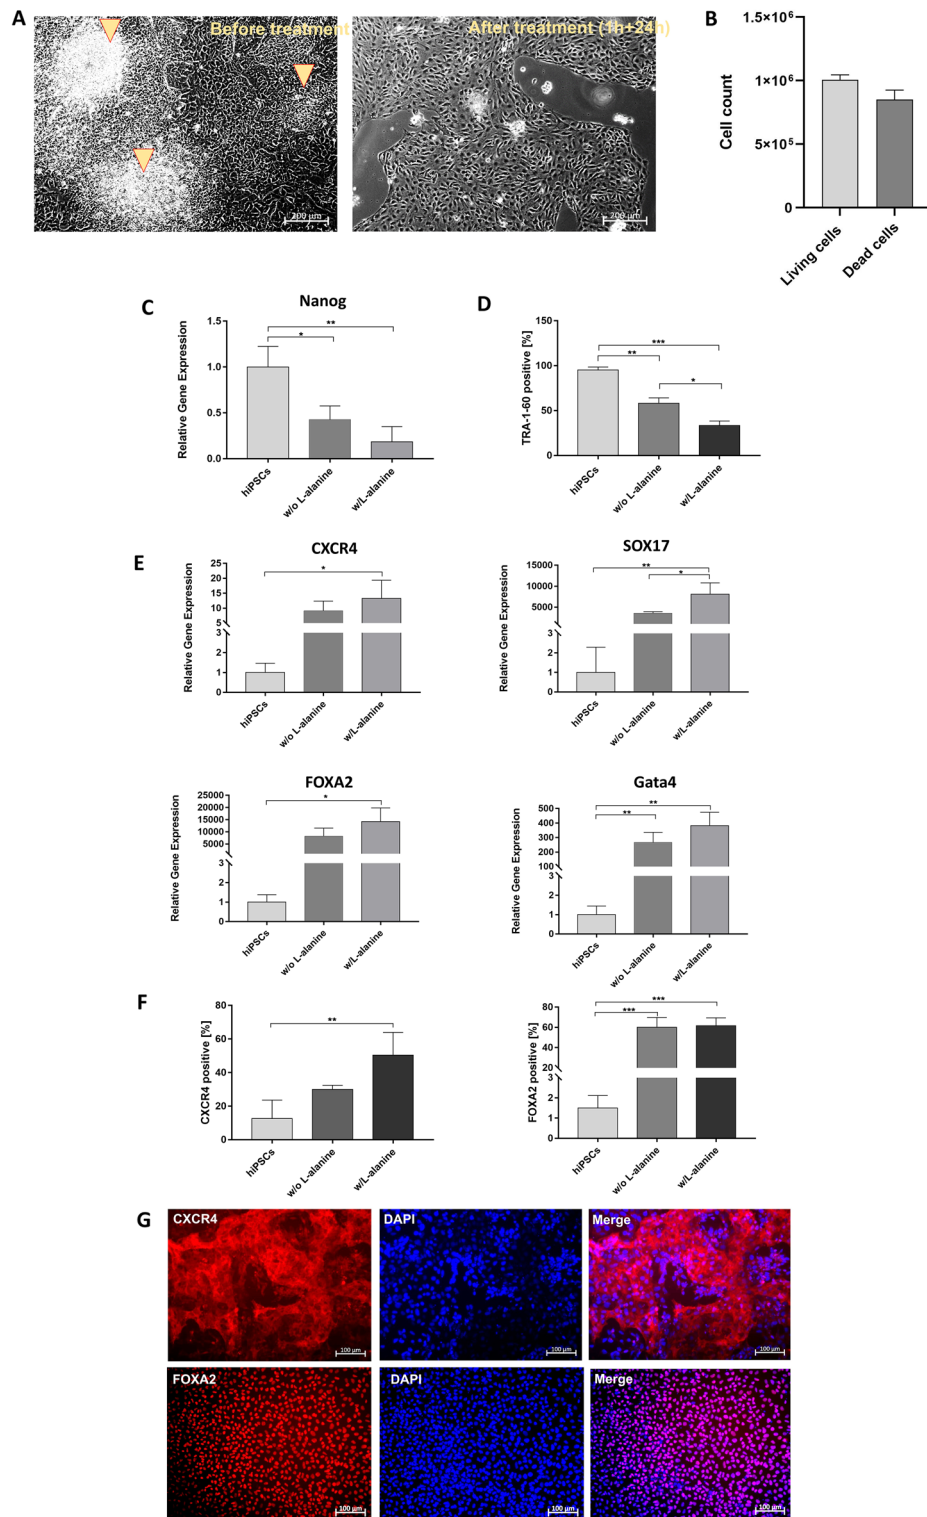 A
Before treatment
200 µm
After treatment (1h+24h)
200 µm
B
Cell count
1.5×10⁶
1×10⁶
5×10⁵
0
Living cells
Dead cells
C
Nanog
Relative Gene Expression
1.5
1.0
0.5
0.0
**
*
hiPSCs
w/o L-alanine
w/L-alanine
D
TRA-1-60 positive [%]
150
100
50
0
***
**
*
hiPSCs
w/o L-alanine
w/L-alanine
E
CXCR4
Relative Gene Expression
25
20
15
10
5
3
2
1
0
*
hiPSCs
w/o L-alanine
w/L-alanine
SOX17
Relative Gene Expression
15000
10000
5000
3
2
1
0
**
*
hiPSCs
w/o L-alanine
w/L-alanine
FOXA2
Relative Gene Expression
25000
20000
15000
10000
5000
3
2
1
0
*
hiPSCs
w/o L-alanine
w/L-alanine
Gata4
Relative Gene Expression
500
400
300
200
100
3
2
1
0
**
**
hiPSCs
w/o L-alanine
w/L-alanine
F
CXCR4 positive [%]
80
60
40
20
0
**
hiPSCs
w/o L-alanine
w/L-alanine
FOXA2 positive [%]
80
60
40
20
3
2
1
0
***
***
hiPSCs
w/o L-alanine
w/L-alanine
G
CXCR4
100 µm
DAPI
100 µm
Merge
100 µm
FOXA2
100 µm
DAPI
100 µm
Merge
100 µm